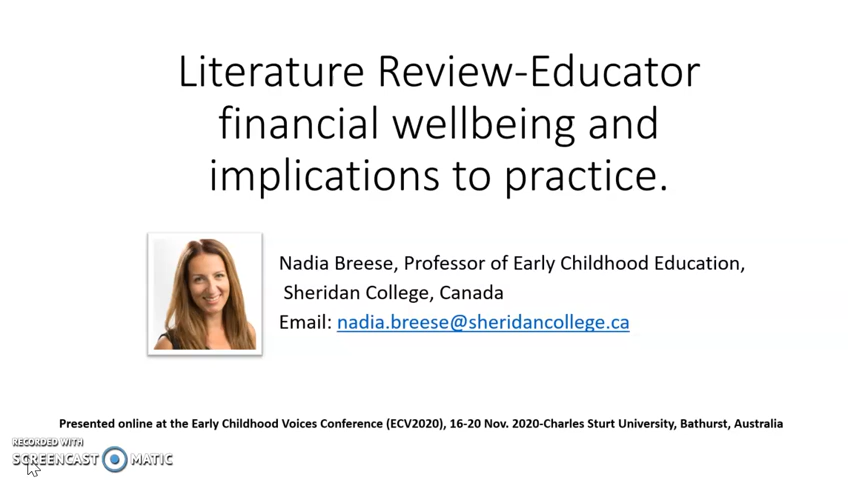 Literature Review-Educator
financial wellbeing and
implications to practice.
Nadia Breese, Professor of Early Childhood Education,
Sheridan College, Canada
Email: nadia.breese@sheridancollege.ca
Presented online at the Early Childhood Voices Conference (ECV2020), 16-20 Nov. 2020-Charles Sturt University, Bathurst, Australia
RECORDED WITH
SCREENCAST MATIC